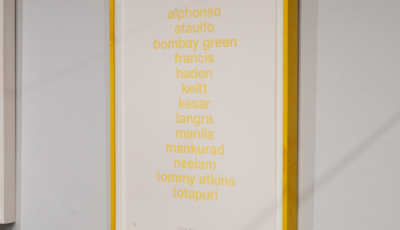 alphonso
ataulfo
bombay green
francis
haden
keitt
kesar
langra
manila
mankurad
neelam
tommy atkins
totapuri